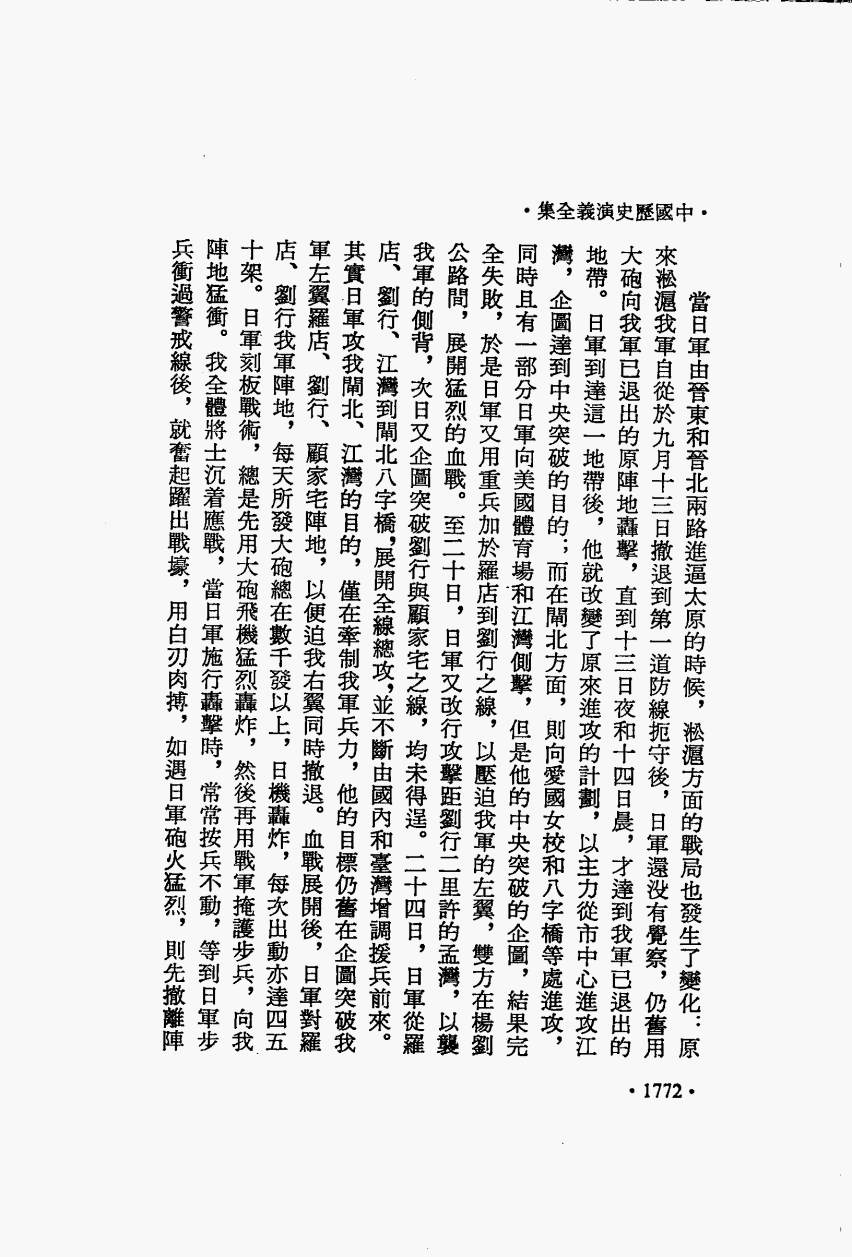 •中國歷史演義全集•
當日軍由晉東和晉北兩路進逼太原的時候，淞滬方面的戰局也發生了變化：原
來淞滬我軍自從於九月十三日撤退到第一道防線扼守後，日軍還沒有覺察，仍舊用
大砲向我軍已退出的原陣地轟擊，直到十三日夜和十四日晨，才達到我軍已退出的
地帶。日軍到達這一地帶後，他就改變了原來進攻的計劃，以主力從市中心進攻江
灣，企圖達到中央突破的目的；而在閘北方面，則向愛國女校和八字橋等處進攻，
同時且有一部分日軍向美國體育場和江灣側擊，但是他的中央突破的企圖，結果完
全失敗，於是日軍又用重兵加於羅店到劉行之線，以壓迫我軍的左翼，雙方在楊劉
公路間，展開猛烈的血戰。至二十日，日軍又改行攻擊距劉行二里許的孟灣，以襲
我軍的側背，次日又企圖突破劉行與顧家宅之線，均未得逞。二十四日，日軍從羅
店、劉行、江灣到閘北八字橋，展開全線總攻，並不斷由國內和臺灣增調援兵前來。
其實日軍攻我閘北、江灣的目的，僅在牽制我軍兵力，他的目標仍舊在企圖突破我
軍左翼羅店、劉行、顧家宅陣地，以便迫我右翼同時撤退。血戰展開後，日軍對羅
店、劉行我軍陣地，每天所發大砲總在數千發以上，日機轟炸，每次出動亦達四五
十架。日軍刻板戰術，總是先用大砲飛機猛烈轟炸，然後再用戰軍掩護步兵，向我
陣地猛衝。我全體將士沉着應戰，當日軍施行轟擊時，常常按兵不動，等到日軍步
兵衝過警戒線後，就奮起躍出戰壕，用白刃肉搏，如遇日軍砲火猛烈，則先撤離陣
•1772•